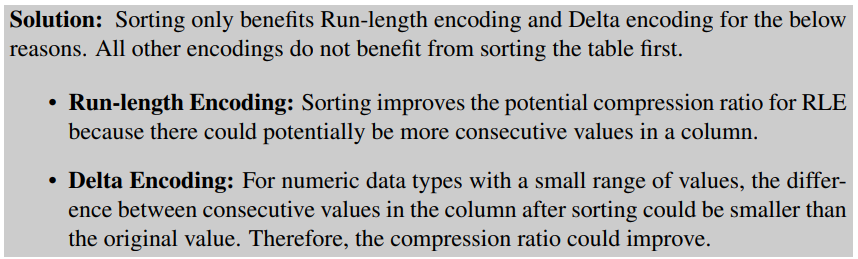 Solution: Sorting only benefits Run-length encoding and Delta encoding for the below
reasons. All other encodings do not benefit from sorting the table first.
• Run-length Encoding: Sorting improves the potential compression ratio for RLE
because there could potentially be more consecutive values in a column.
• Delta Encoding: For numeric data types with a small range of values, the differ-
ence between consecutive values in the column after sorting could be smaller than
the original value. Therefore, the compression ratio could improve.